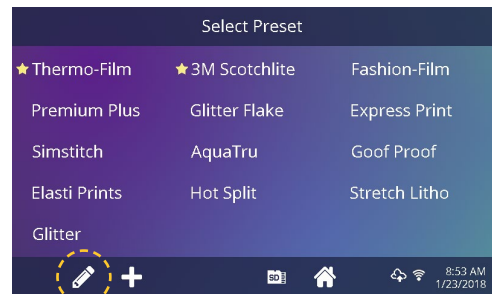 Select Preset
Thermo-Film 3M Scotchlite Fashion-Film
Premium Plus Glitter Flake Express Print
Simstitch AquaTru Goof Proof
Elasti Prints Hot Split Stretch Litho
Glitter
SD 8:53 AM
1/23/2018